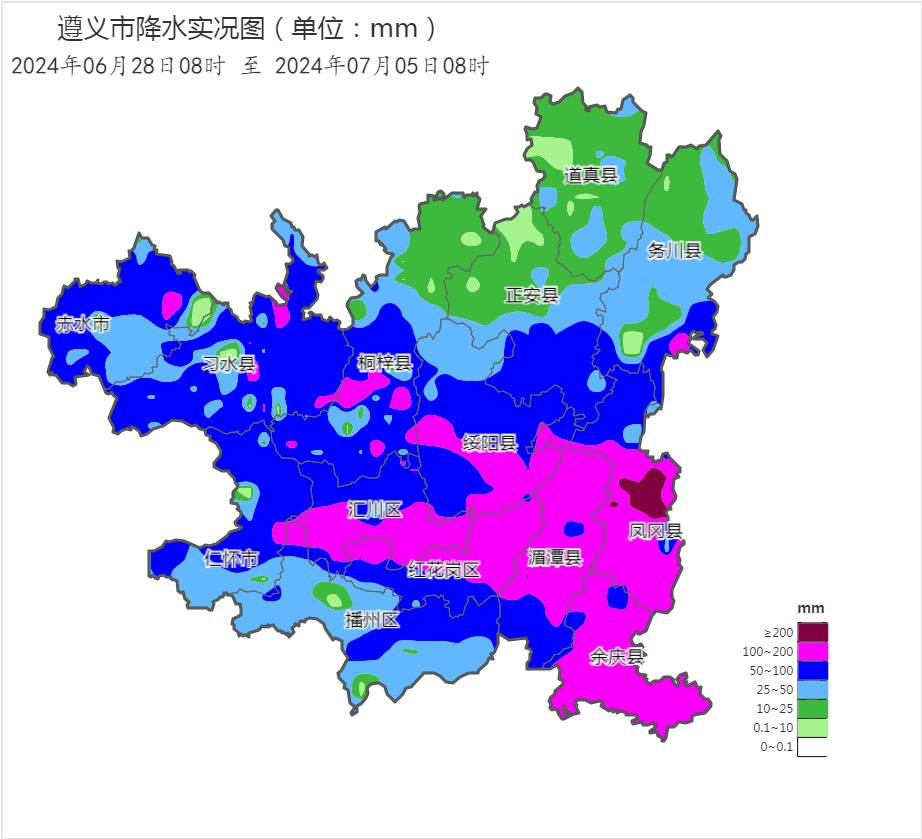 遵义市降水实况图（单位：mm）
2024年06月28日08时 至 2024年07月05日08时
道真县
务川县
正安县
赤水市
习水县
桐梓县
绥阳县
汇川区
凤冈县
仁怀市
湄潭县
红花岗区
播州区
余庆县
mm
≥200
100~200
50~100
25~50
10~25
0.1~10
0~0.1